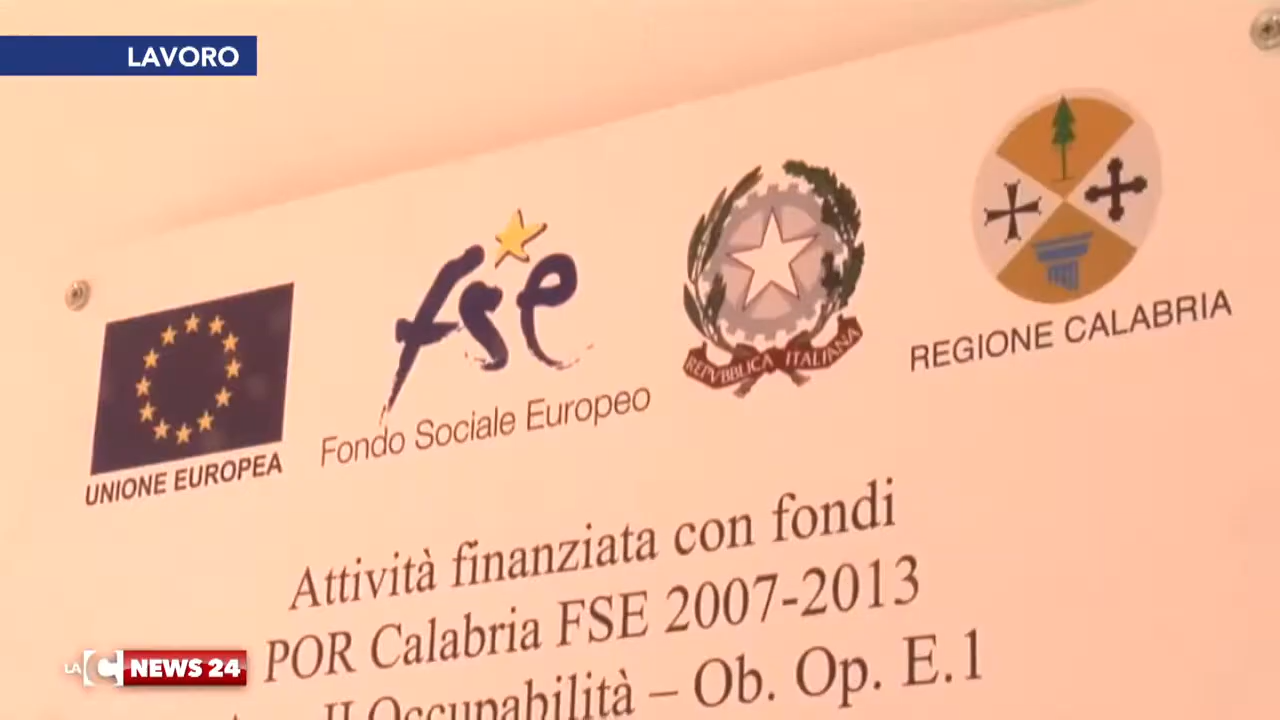 LAVORO
fse
REPVBBLICA ITALIANA
REGIONE CALABRIA
Fondo Sociale Europeo
UNIONE EUROPEA
Attività finanziata con fondi
POR Calabria FSE 2007-2013
II Occupabilità – Ob. Op. E.1
LA C NEWS 24